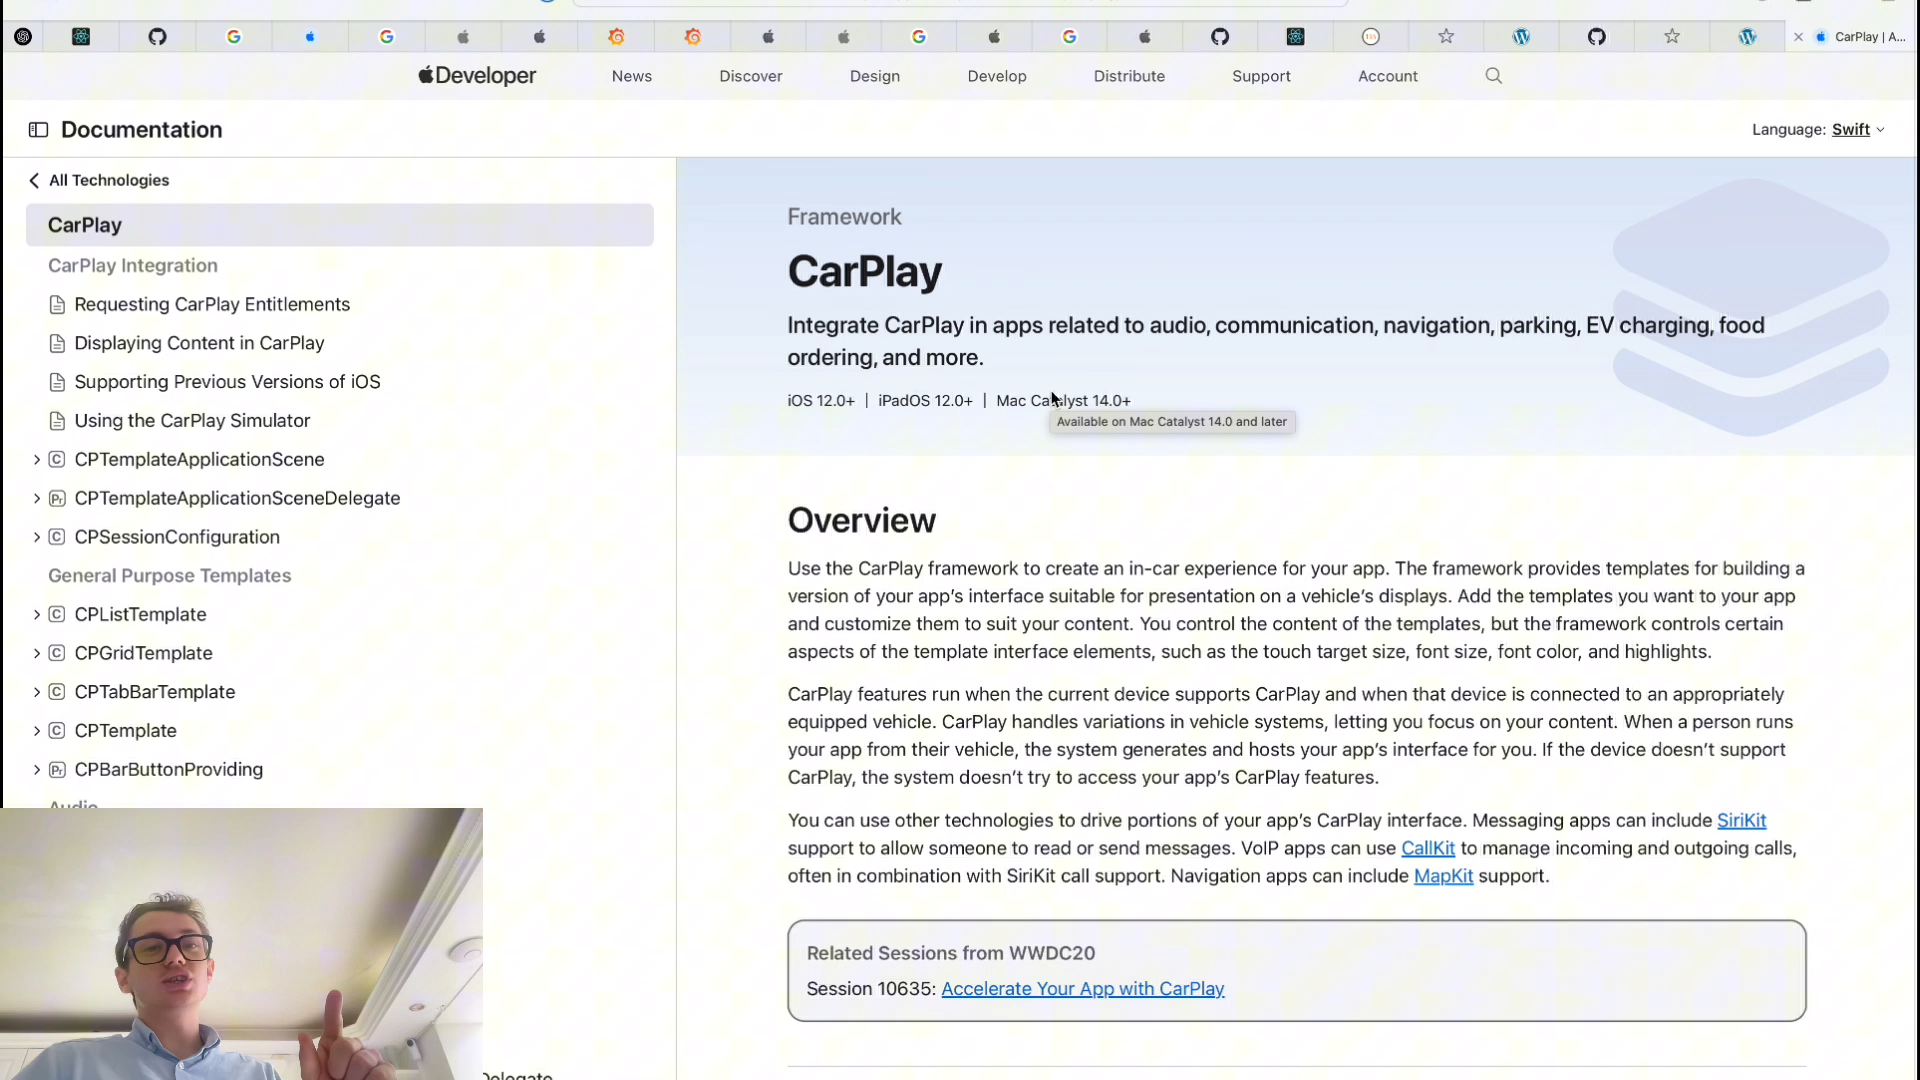 CarPlay | A...
Developer
News
Discover
Design
Develop
Distribute
Support
Account
Documentation
Language: Swift
All Technologies
CarPlay
CarPlay Integration
Requesting CarPlay Entitlements
Displaying Content in CarPlay
Supporting Previous Versions of iOS
Using the CarPlay Simulator
CPTemplateApplicationScene
CPTemplateApplicationSceneDelegate
CPSessionConfiguration
General Purpose Templates
CPListTemplate
CPGridTemplate
CPTabBarTemplate
CPTemplate
CPBarButtonProviding
Audio
Delegate
Framework
CarPlay
Integrate CarPlay in apps related to audio, communication, navigation, parking, EV charging, food
ordering, and more.
iOS 12.0+ | iPadOS 12.0+ | Mac Catalyst 14.0+
Available on Mac Catalyst 14.0 and later
Overview
Use the CarPlay framework to create an in-car experience for your app. The framework provides templates for building a
version of your app’s interface suitable for presentation on a vehicle’s displays. Add the templates you want to your app
and customize them to suit your content. You control the content of the templates, but the framework controls certain
aspects of the template interface elements, such as the touch target size, font size, font color, and highlights.
CarPlay features run when the current device supports CarPlay and when that device is connected to an appropriately
equipped vehicle. CarPlay handles variations in vehicle systems, letting you focus on your content. When a person runs
your app from their vehicle, the system generates and hosts your app’s interface for you. If the device doesn’t support
CarPlay, the system doesn’t try to access your app’s CarPlay features.
You can use other technologies to drive portions of your app’s CarPlay interface. Messaging apps can include SiriKit
support to allow someone to read or send messages. VoIP apps can use CallKit to manage incoming and outgoing calls,
often in combination with SiriKit call support. Navigation apps can include MapKit support.
Related Sessions from WWDC20
Session 10635: Accelerate Your App with CarPlay